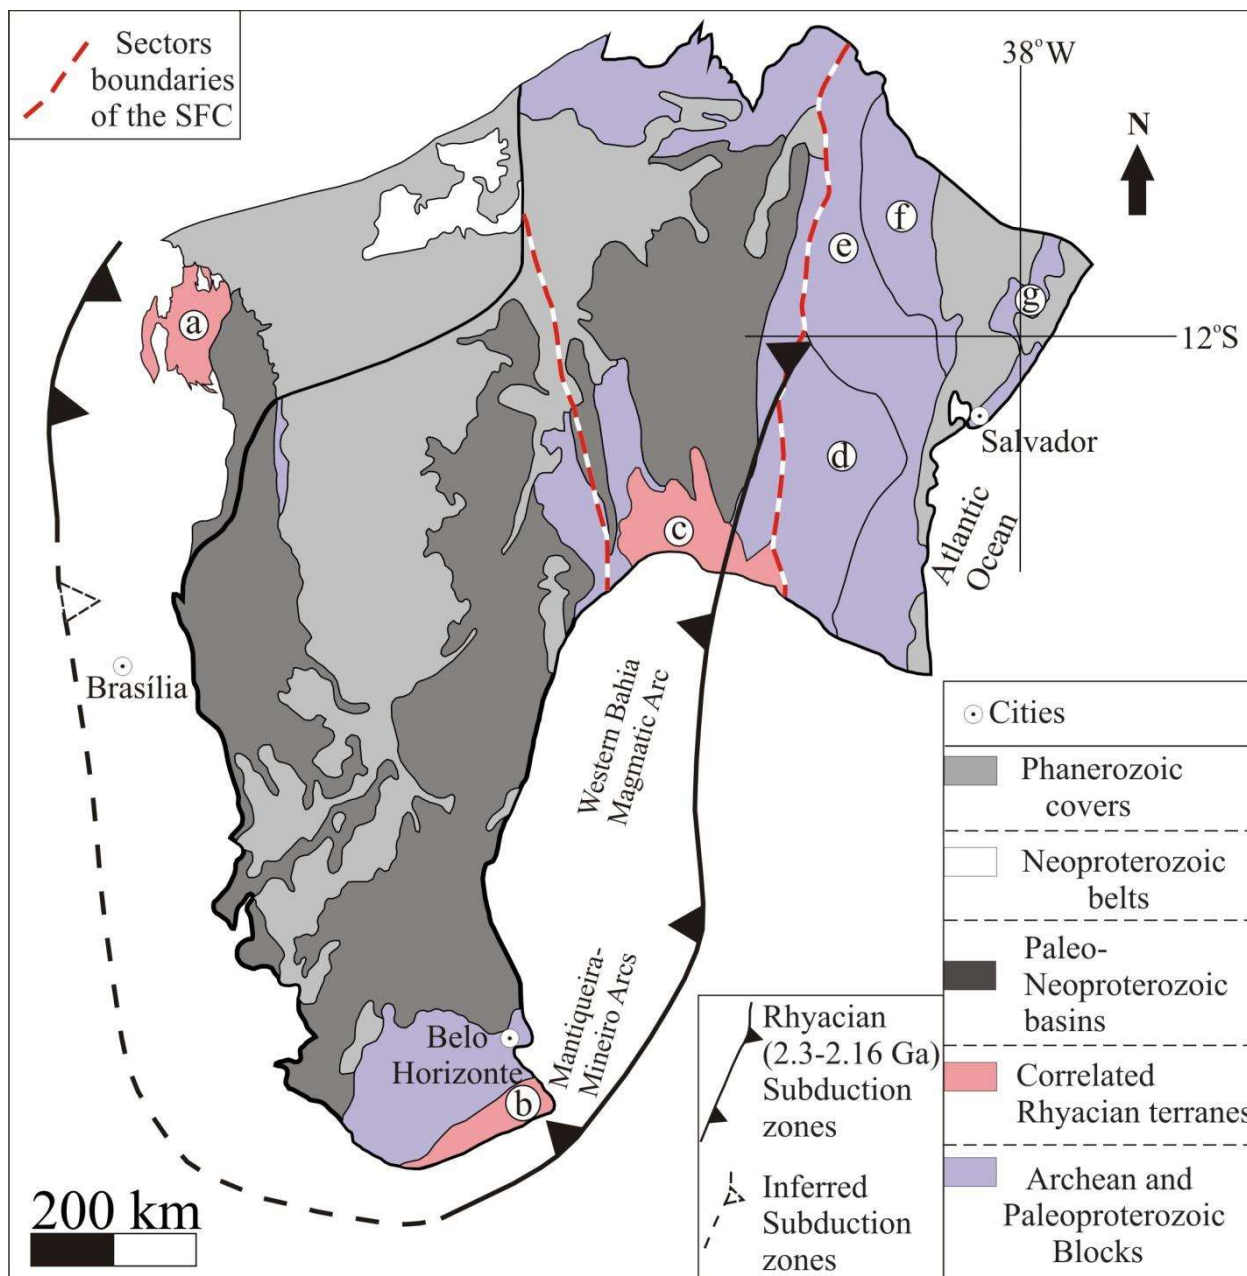 Sectors
boundaries
of the SFC
38°W
N
f
e
g
a
12°S
Salvador
d
c
Atlantic
Ocean
Brasília
Western Bahia
Magmatic Arc
Cities
Phanerozoic
covers
Neoproterozoic
belts
Paleo-
Neoproterozoic
basins
Correlated
Rhyacian terranes
Archean and
Paleoproterozoic
Blocks
Mantiqueira-
Mineiro Arcs
Belo
Horizonte
b
Rhyacian
(2.3-2.16 Ga)
Subduction
zones
Inferred
Subduction
zones
200 km